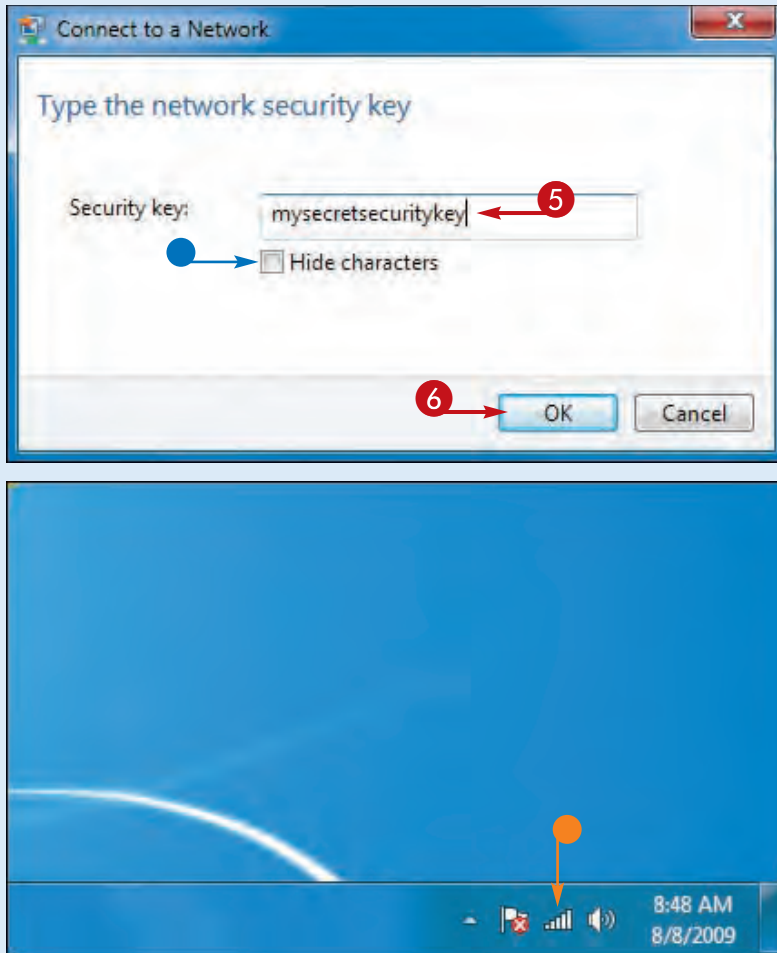 Connect to a Network
Type the network security key
Security key: mysecretsecuritykey 5
Hide characters
6 OK Cancel
8:48 AM
8/8/2009